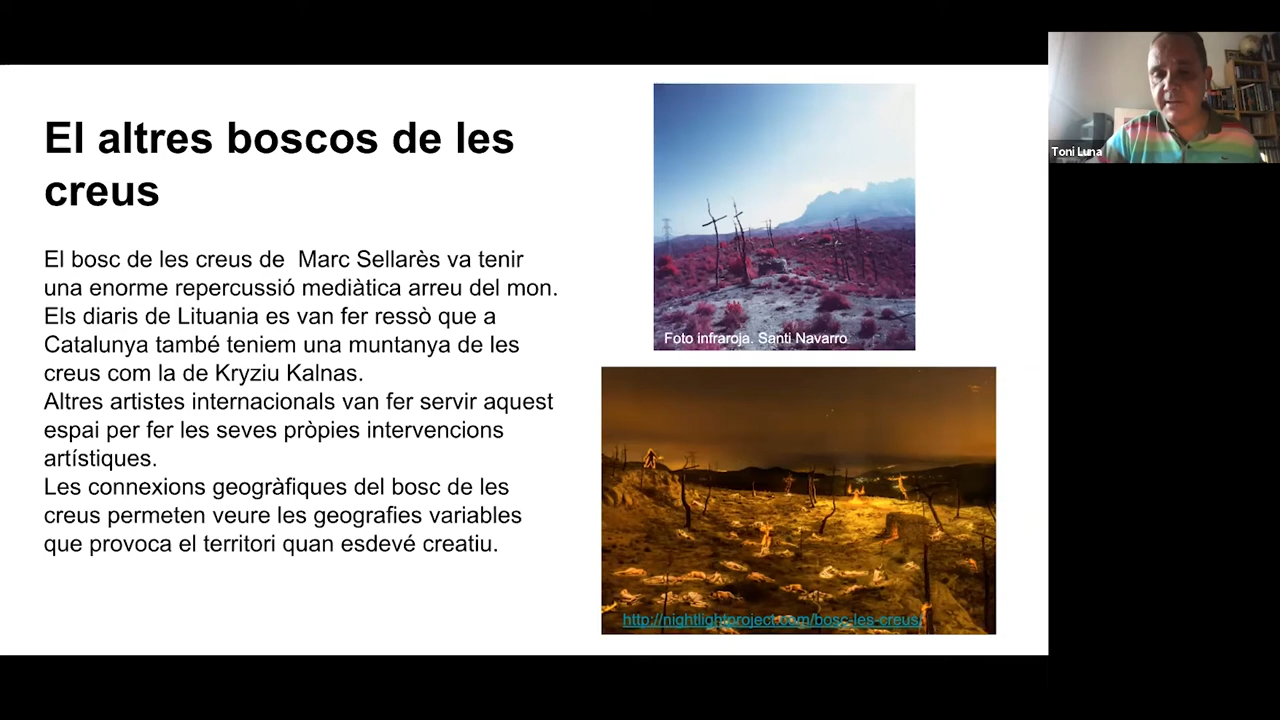 El altres boscos de les
creus
El bosc de les creus de  Marc Sellarès va tenir
una enorme repercussió mediàtica arreu del mon.
Els diaris de Lituania es van fer ressò que a
Catalunya també teniem una muntanya de les
creus com la de Kryziu Kalnas.
Altres artistes internacionals van fer servir aquest
espai per fer les seves pròpies intervencions
artístiques.
Les connexions geogràfiques del bosc de les
creus permeten veure les geografies variables
que provoca el territori quan esdevé creatiu.
Foto infraroja. Santi Navarro
http://nightlightproject.com/bosc-les-creus/
Toni Luna